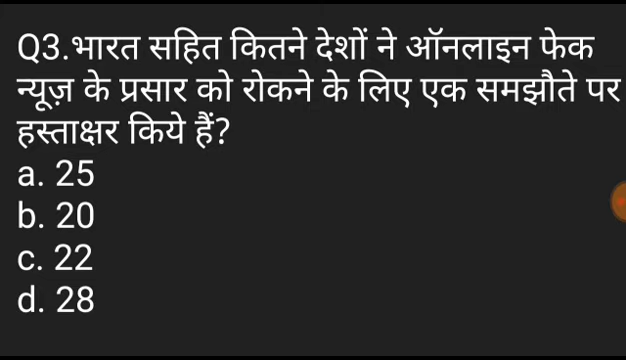 Q3.भारत सहित कितने देशों ने ऑनलाइन फेक
न्यूज़ के प्रसार को रोकने के लिए एक समझौते पर
हस्ताक्षर किये हैं?
a. 25
b. 20
c. 22
d. 28